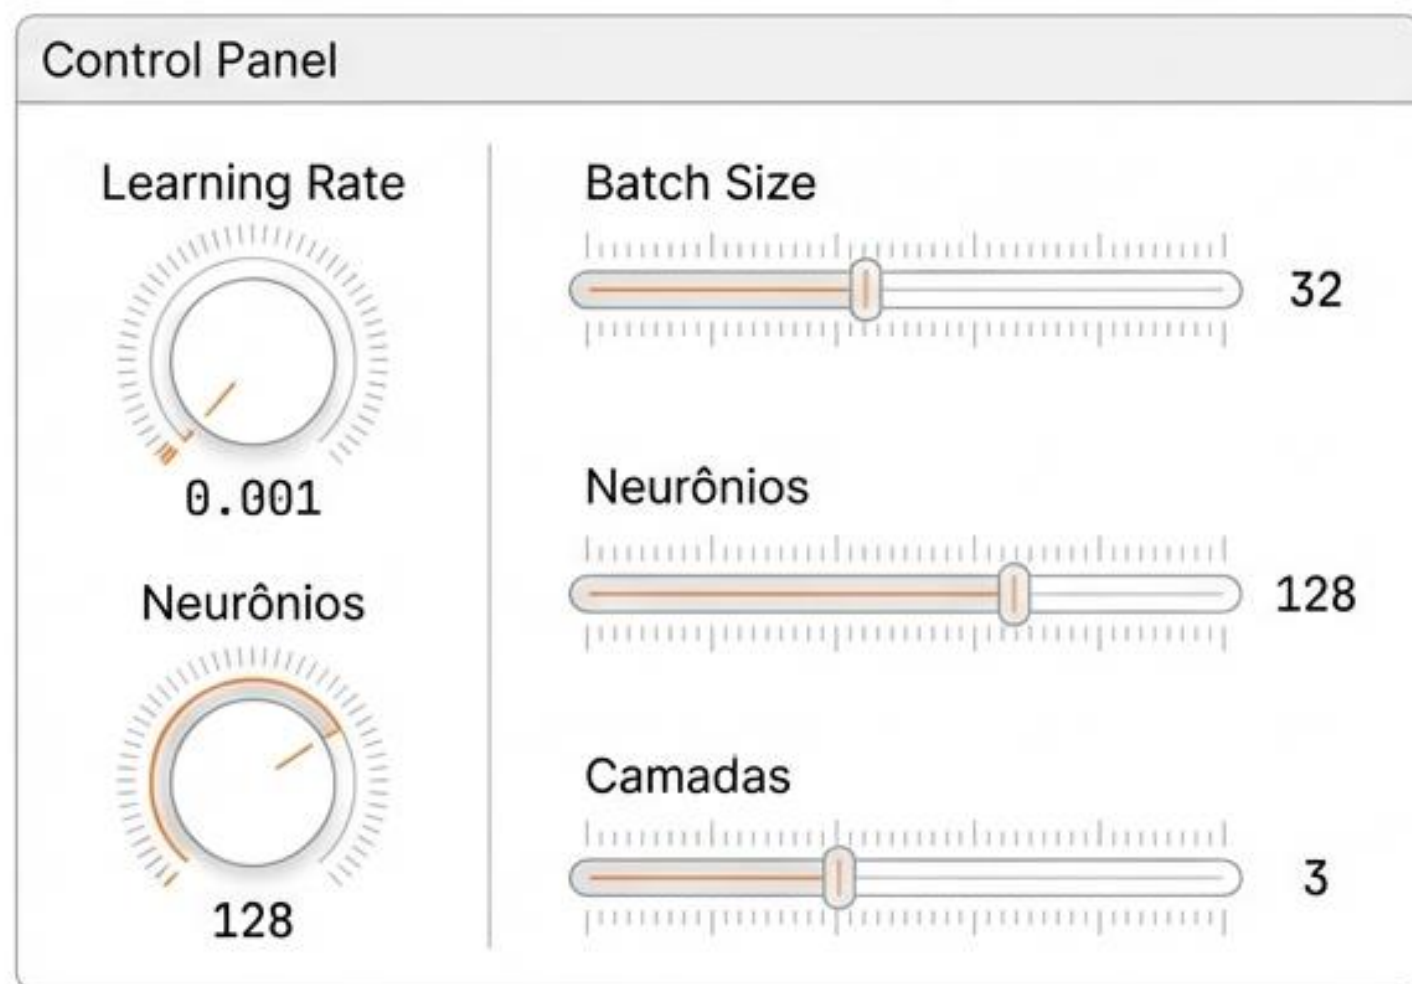 Control Panel
Learning Rate
0.001
Neurônios
128
Batch Size
32
Neurônios
128
Camadas
3